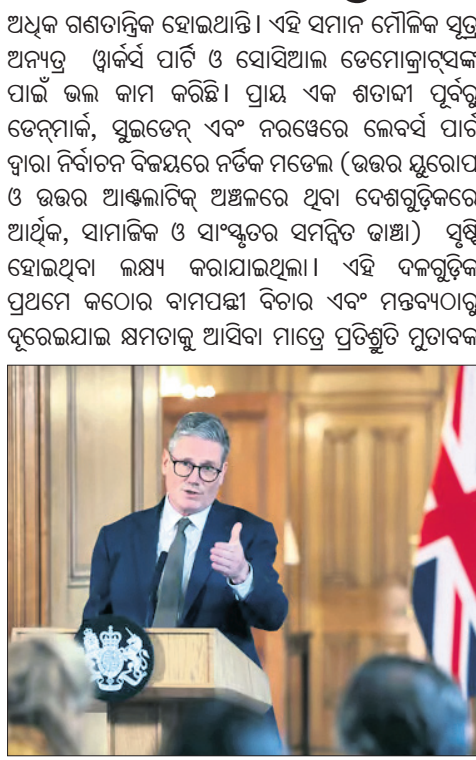 ଅଧିକ ଗଣତାନ୍ତ୍ରିକ ହୋଇଥାନ୍ତି। ଏହି ସମାନ ମୌଳିକ ସୂତ୍ର
ଅନ୍ୟତ୍ର ୱାର୍କର୍ସ ପାର୍ଟି ଓ ସୋସିଆଲ ଡେମୋକ୍ରାଟ୍‌ସଙ୍କ
ପାଇଁ ଭଲ କାମ କରିଛି। ପ୍ରାୟ ଏକ ଶତାବ୍ଦୀ ପୂର୍ବରୁ
ଡେନ୍‌ମାର୍କ, ସୁଇଡେନ୍ ଏବଂ ନରୱେରେ ଲେବର୍ସ ପାର୍ଟି
ଦ୍ୱାରା ନିର୍ବାଚନ ବିଜୟରେ ନର୍ଡିକ ମଡେଲ (ଉତ୍ତର ୟୁରୋପ
ଓ ଉତ୍ତର ଆଣ୍ଟଲାଟିକ୍ ଅଞ୍ଚଳରେ ଥିବା ଦେଶଗୁଡ଼ିକରେ
ଆର୍ଥିକ, ସାମାଜିକ ଓ ସାଂସ୍କୃତର ସମନ୍ୱିତ ଢାଞ୍ଚା) ସୃଷ୍ଟି
ହୋଇଥିବା ଲକ୍ଷ୍ୟ କରାଯାଇଥିଲା। ଏହି ଦଳଗୁଡ଼ିକ
ପ୍ରଥମେ କଠୋର ବାମପନ୍ଥୀ ବିଚାର ଏବଂ ମନ୍ତବ୍ୟଠାରୁ
ଦୂରେଇଯାଇ କ୍ଷମତାକୁ ଆସିବା ମାତ୍ରେ ପ୍ରତିଶ୍ରୁତି ମୁତାବକ